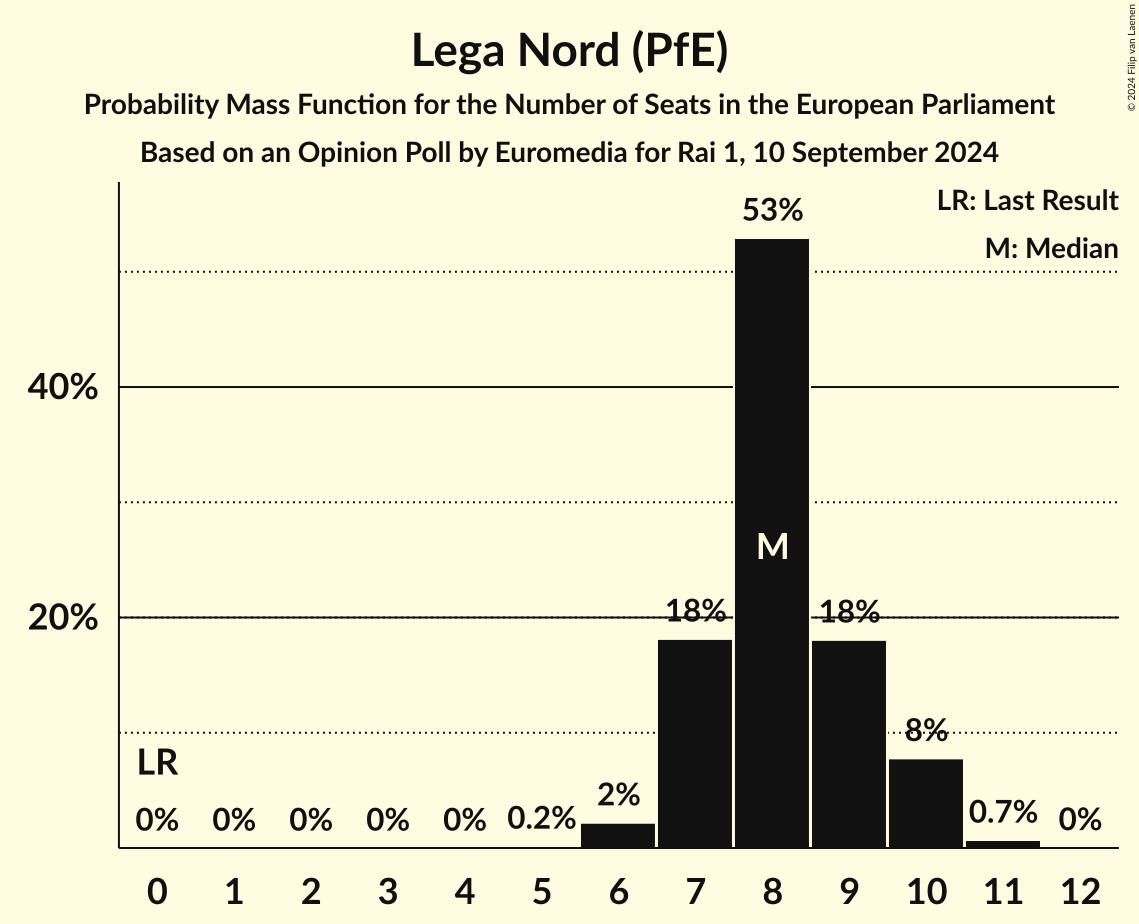 Lega Nord (PfE)
Probability Mass Function for the Number of Seats in the European Parliament
Based on an Opinion Poll by Euromedia for Rai 1, 10 September 2024
© 2024 Filip van Laenen
LR: Last Result
M: Median
53%
40%
M
20%
18%
18%
8%
LR
0%
0%
0%
0%
0%
0.2%
2%
0.7%
0%
0 1 2 3 4 5 6 7 8 9 10 11 12